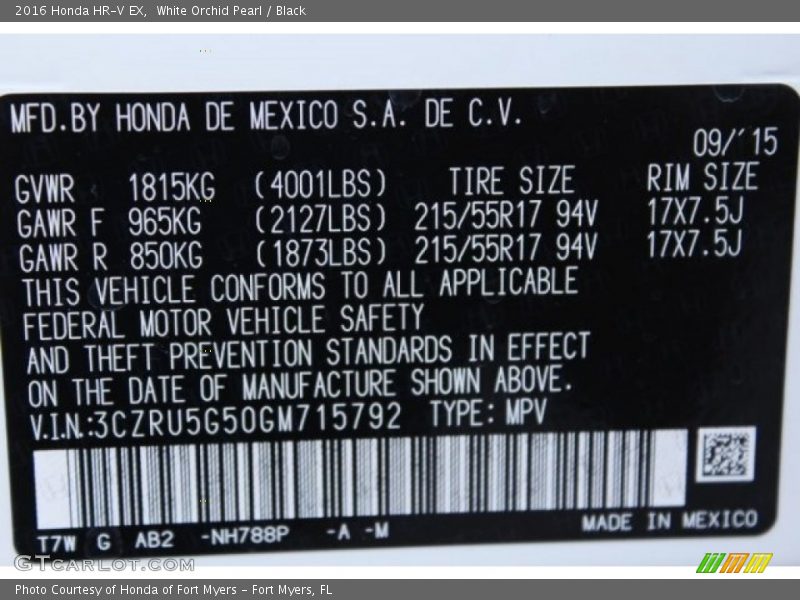 2016 Honda HR-V EX,  White Orchid Pearl / Black
MFD.BY HONDA DE MEXICO S.A. DE C.V.
09/'15
GVWR 1815KG (4001LBS) TIRE SIZE RIM SIZE
GAWR F 965KG (2127LBS) 215/55R17 94V 17X7.5J
GAWR R 850KG (1873LBS) 215/55R17 94V 17X7.5J
THIS VEHICLE CONFORMS TO ALL APPLICABLE
FEDERAL MOTOR VEHICLE SAFETY
AND THEFT PREVENTION STANDARDS IN EFFECT
ON THE DATE OF MANUFACTURE SHOWN ABOVE.
V.I.N.:3CZRU5G50GM715792 TYPE: MPV
T7W G AB2 -NH788P -A -M MADE IN MEXICO
GTCarLot.com
Photo Courtesy of Honda of Fort Myers - Fort Myers, FL